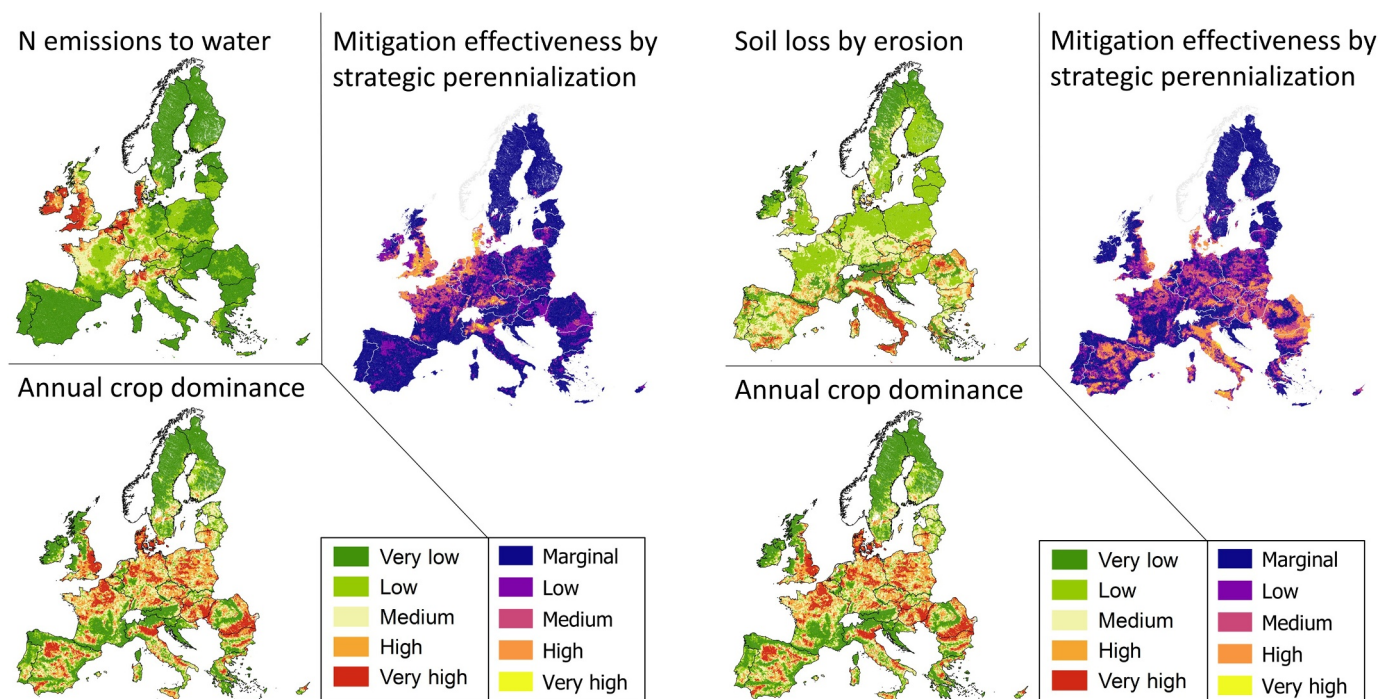 N emissions to water
Mitigation effectiveness by
strategic perennialization
Annual crop dominance
Very low
Low
Medium
High
Very high
Marginal
Low
Medium
High
Very high
Soil loss by erosion
Mitigation effectiveness by
strategic perennialization
Annual crop dominance
Very low
Low
Medium
High
Very high
Marginal
Low
Medium
High
Very high